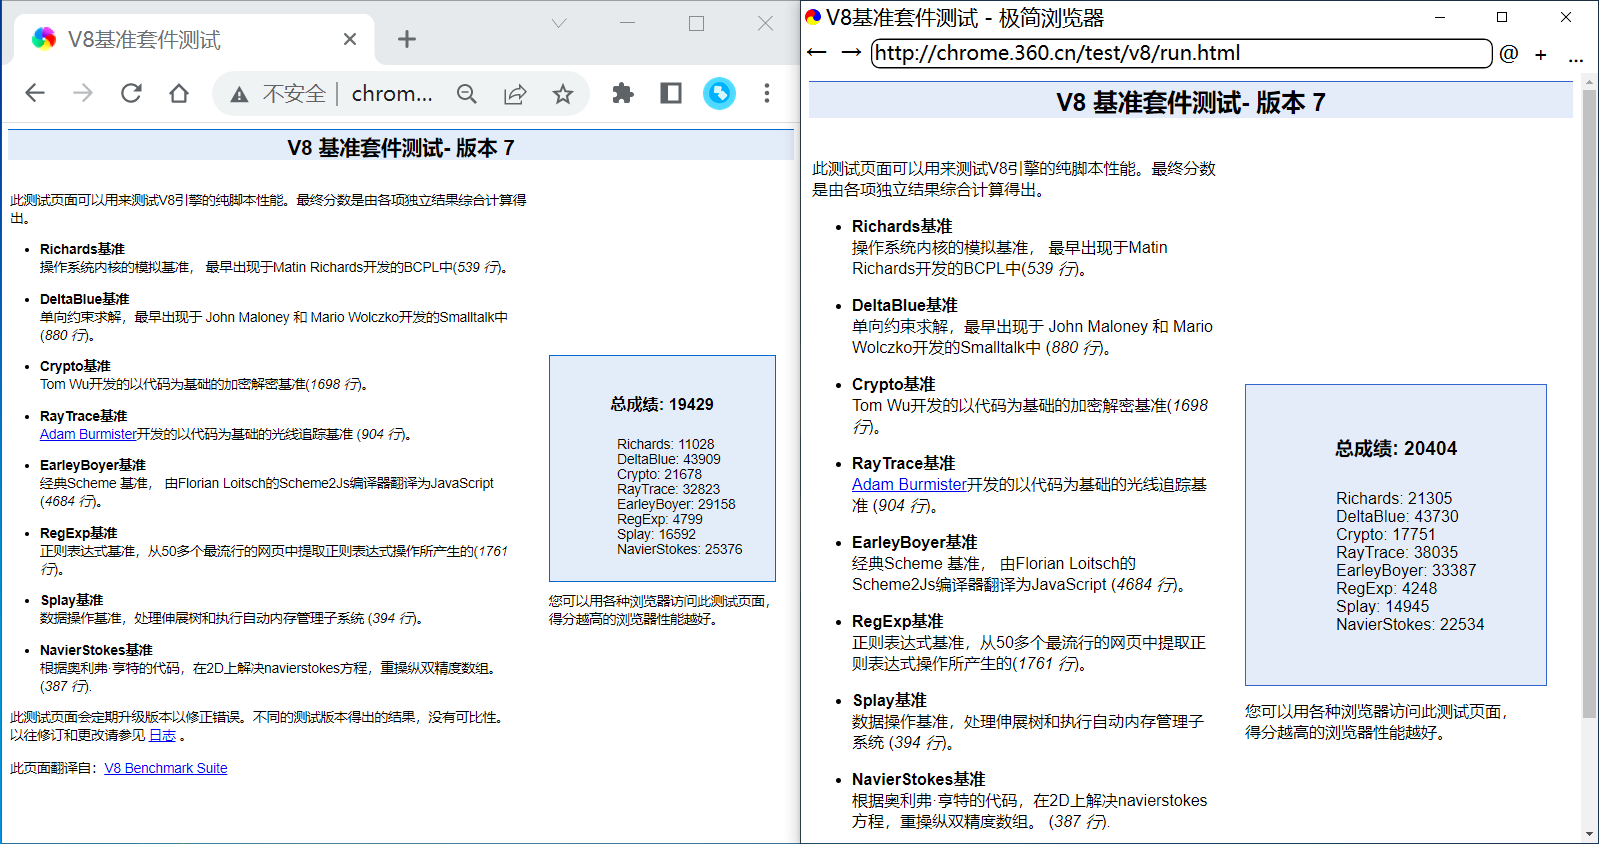 V8基准套件测试
不安全 chrom...
V8 基准套件测试- 版本 7
此测试页面可以用来测试V8引擎的纯脚本性能。最终分数是由各项独立结果综合计算得
出。
Richards基准
操作系统内核的模拟基准， 最早出现于Matin Richards开发的BCPL中(539 行)。
DeltaBlue基准
单向约束求解，最早出现于 John Maloney 和 Mario Wolczko开发的Smalltalk中
(880 行)。
Crypto基准
Tom Wu开发的以代码为基础的加密解密基准(1698 行)。
RayTrace基准
Adam Burmister开发的以代码为基础的光线追踪基准 (904 行)。
EarleyBoyer基准
经典Scheme 基准， 由Florian Loitsch的Scheme2Js编译器翻译为JavaScript
(4684 行)。
RegExp基准
正则表达式基准，从50多个最流行的网页中提取正则表达式操作所产生的(1761
行)。
Splay基准
数据操作基准，处理伸展树和执行自动内存管理子系统 (394 行)。
NavierStokes基准
根据奥利弗·亨特的代码，在2D上解决navierstokes方程，重操纵双精度数组。
(387 行).
此测试页面会定期升级版本以修正错误。不同的测试版本得出的结果，没有可比性。
以往修订和更改请参见 日志 。
此页面翻译自：V8 Benchmark Suite
总成绩: 19429
Richards: 11028
DeltaBlue: 43909
Crypto: 21678
RayTrace: 32823
EarleyBoyer: 29158
RegExp: 4799
Splay: 16592
NavierStokes: 25376
您可以用各种浏览器访问此测试页面，
得分越高的浏览器性能越好。
V8基准套件测试 - 极简浏览器
http://chrome.360.cn/test/v8/run.html @ + ...
V8 基准套件测试- 版本 7
此测试页面可以用来测试V8引擎的纯脚本性能。最终分数
是由各项独立结果综合计算得出。
Richards基准
操作系统内核的模拟基准， 最早出现于Matin
Richards开发的BCPL中(539 行)。
DeltaBlue基准
单向约束求解，最早出现于 John Maloney 和 Mario
Wolczko开发的Smalltalk中 (880 行)。
Crypto基准
Tom Wu开发的以代码为基础的加密解密基准(1698
行)。
RayTrace基准
Adam Burmister开发的以代码为基础的光线追踪基
准 (904 行)。
EarleyBoyer基准
经典Scheme 基准， 由Florian Loitsch的
Scheme2Js编译器翻译为JavaScript (4684 行)。
RegExp基准
正则表达式基准，从50多个最流行的网页中提取正
则表达式操作所产生的(1761 行)。
Splay基准
数据操作基准，处理伸展树和执行自动内存管理子
系统 (394 行)。
NavierStokes基准
根据奥利弗·亨特的代码，在2D上解决navierstokes
方程，重操纵双精度数组。 (387 行).
总成绩: 20404
Richards: 21305
DeltaBlue: 43730
Crypto: 17751
RayTrace: 38035
EarleyBoyer: 33387
RegExp: 4248
Splay: 14945
NavierStokes: 22534
您可以用各种浏览器访问此测试页面，
得分越高的浏览器性能越好。